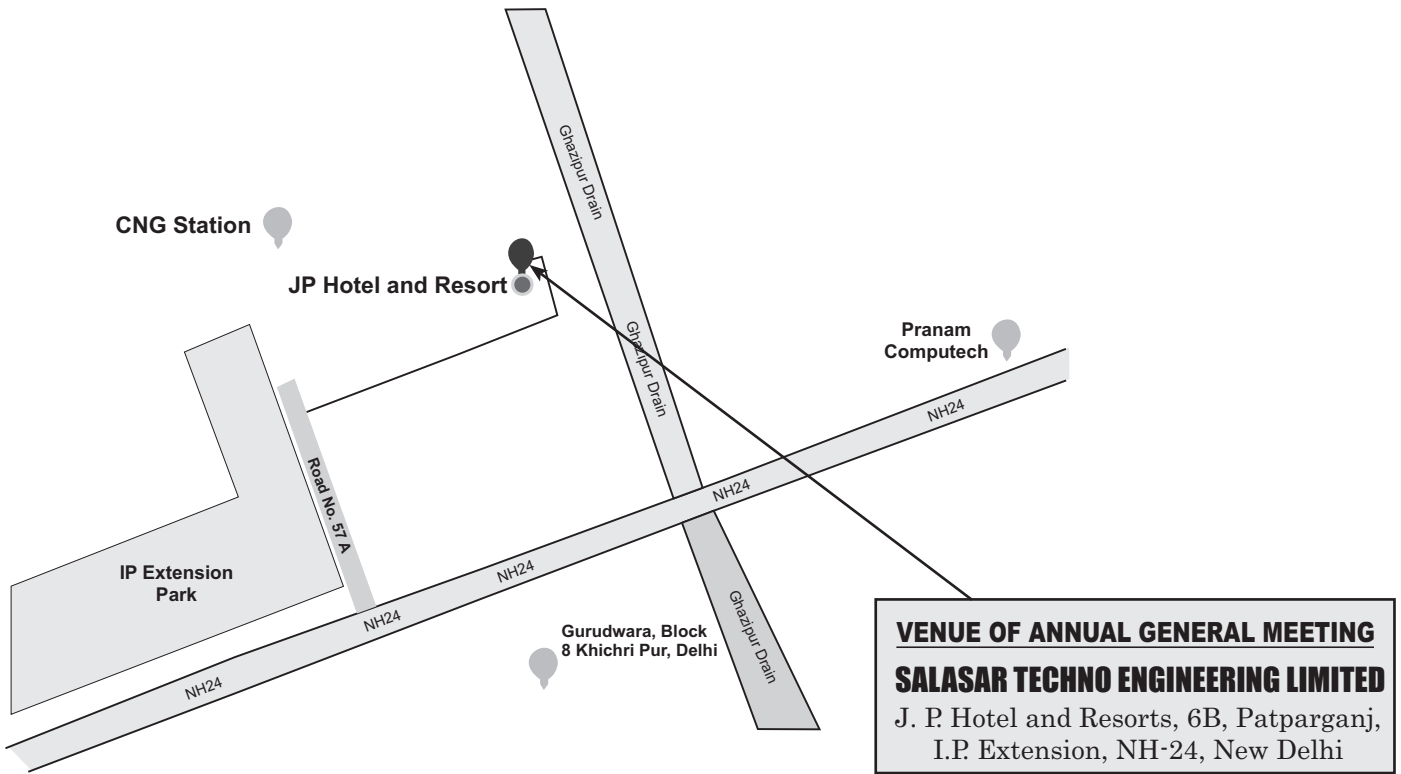 Ghazipur Drain
CNG Station
JP Hotel and Resort
Ghazipur Drain
Pranam
Computech
NH24
Road No. 57 A
NH24
IP Extension
Park
NH24
NH24
Gurudwara, Block
8 Khichri Pur, Delhi
Ghazipur Drain
NH24
VENUE OF ANNUAL GENERAL MEETING
SALASAR TECHNO ENGINEERING LIMITED
J. P. Hotel and Resorts, 6B, Patparganj,
I.P. Extension, NH-24, New Delhi